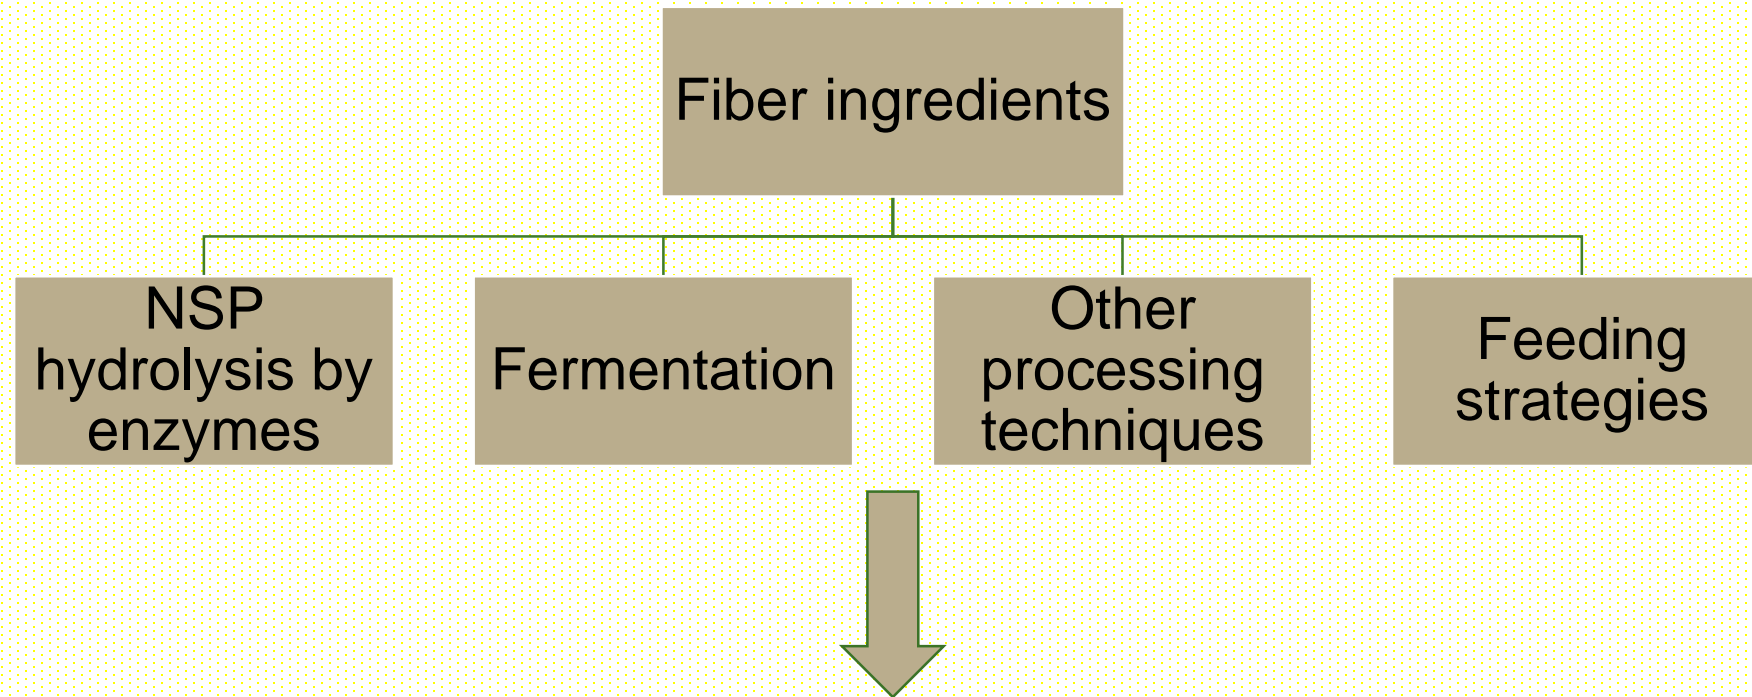 Fiber ingredients
NSP
hydrolysis by
enzymes
Fermentation
Other
processing
techniques
Feeding
strategies